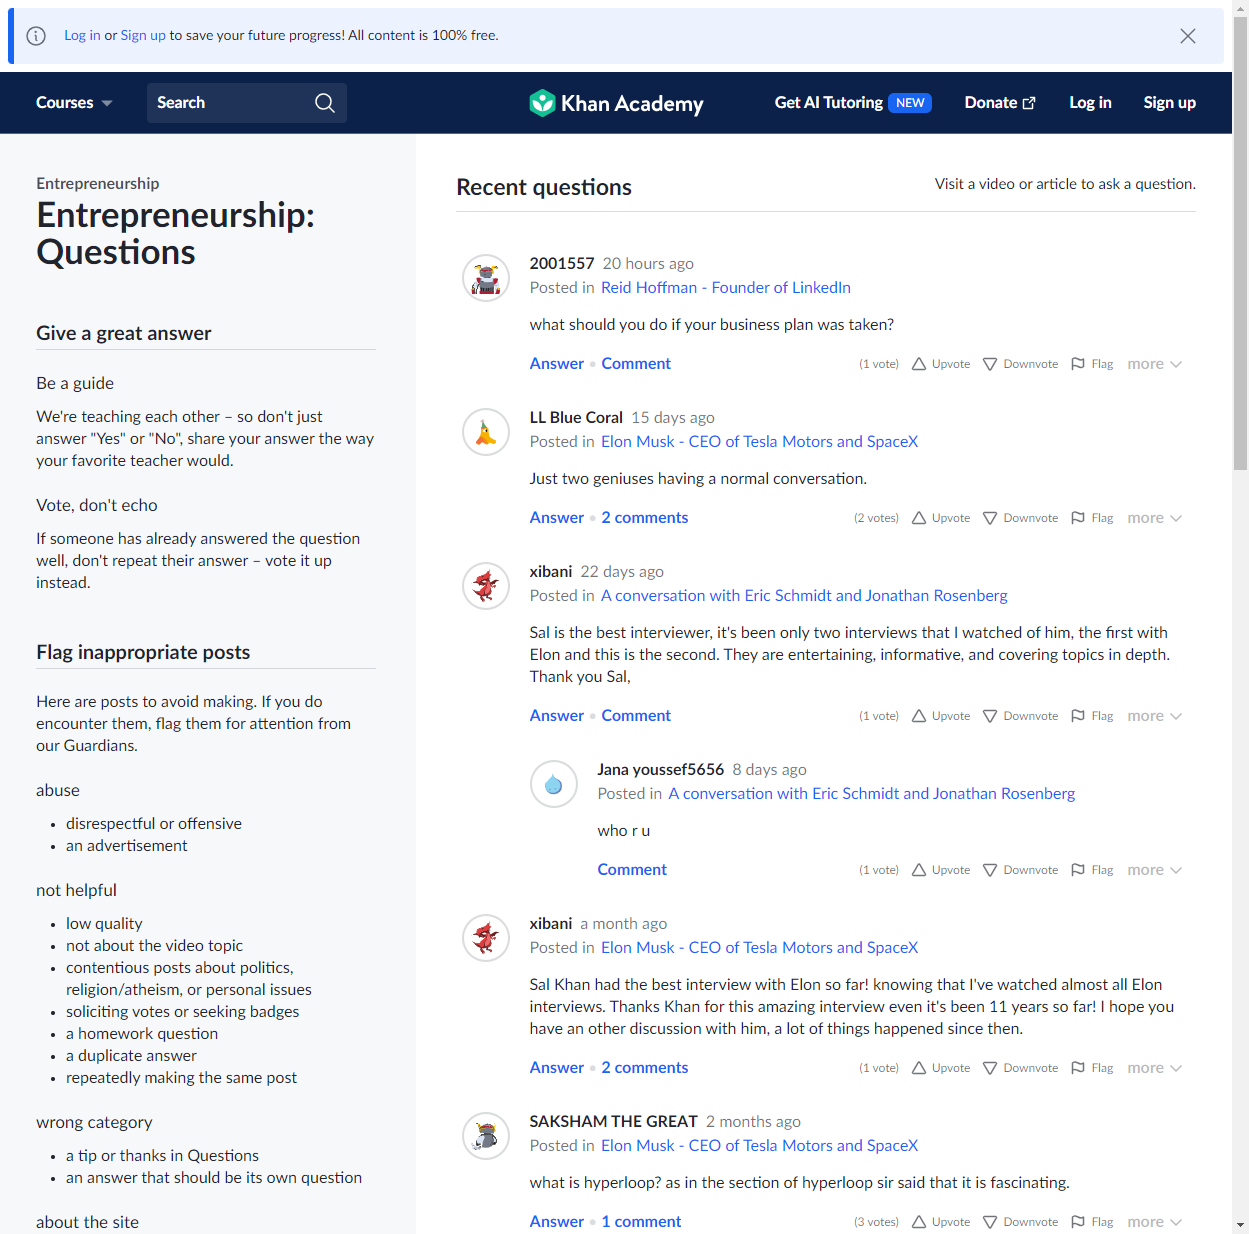 Log in or Sign up to save your future progress! All content is 100% free.
Courses
Search
Khan Academy
Get AI Tutoring NEW
Donate
Log in
Sign up
Entrepreneurship
Entrepreneurship:
Questions
Give a great answer
Be a guide
We're teaching each other – so don't just
answer "Yes" or "No", share your answer the way
your favorite teacher would.
Vote, don't echo
If someone has already answered the question
well, don't repeat their answer – vote it up
instead.
Flag inappropriate posts
Here are posts to avoid making. If you do
encounter them, flag them for attention from
our Guardians.
abuse
• disrespectful or offensive
• an advertisement
not helpful
• low quality
• not about the video topic
• contentious posts about politics,
religion/atheism, or personal issues
• soliciting votes or seeking badges
• a homework question
• a duplicate answer
• repeatedly making the same post
wrong category
• a tip or thanks in Questions
• an answer that should be its own question
about the site
Recent questions
Visit a video or article to ask a question.
2001557 20 hours ago
Posted in Reid Hoffman - Founder of LinkedIn
what should you do if your business plan was taken?
Answer • Comment (1 vote) Upvote Downvote Flag more
LL Blue Coral 15 days ago
Posted in Elon Musk - CEO of Tesla Motors and SpaceX
Just two geniuses having a normal conversation.
Answer • 2 comments (2 votes) Upvote Downvote Flag more
xibani 22 days ago
Posted in A conversation with Eric Schmidt and Jonathan Rosenberg
Sal is the best interviewer, it's been only two interviews that I watched of him, the first with
Elon and this is the second. They are entertaining, informative, and covering topics in depth.
Thank you Sal,
Answer • Comment (1 vote) Upvote Downvote Flag more
Jana youssef5656 8 days ago
Posted in A conversation with Eric Schmidt and Jonathan Rosenberg
who r u
Comment (1 vote) Upvote Downvote Flag more
xibani a month ago
Posted in Elon Musk - CEO of Tesla Motors and SpaceX
Sal Khan had the best interview with Elon so far! knowing that I've watched almost all Elon
interviews. Thanks Khan for this amazing interview even it's been 11 years so far! I hope you
have an other discussion with him, a lot of things happened since then.
Answer • 2 comments (1 vote) Upvote Downvote Flag more
SAKSHAM THE GREAT 2 months ago
Posted in Elon Musk - CEO of Tesla Motors and SpaceX
what is hyperloop? as in the section of hyperloop sir said that it is fascinating.
Answer • 1 comment (3 votes) Upvote Downvote Flag more